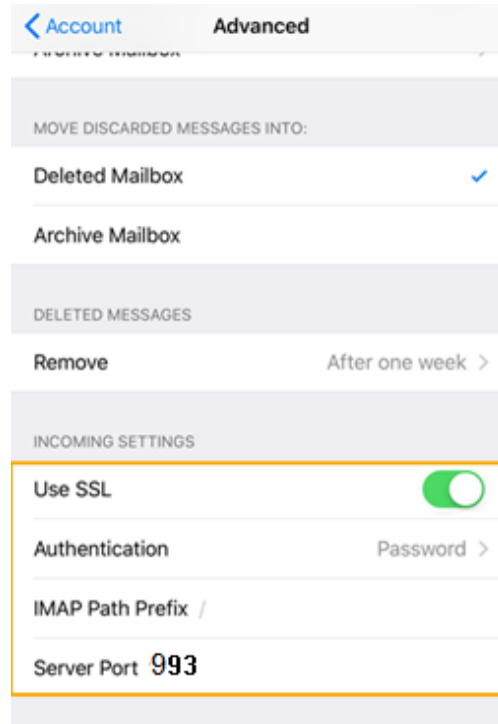 Account Advanced
MOVE DISCARDED MESSAGES INTO:
Deleted Mailbox
Archive Mailbox
DELETED MESSAGES
Remove After one week
INCOMING SETTINGS
Use SSL
Authentication Password
IMAP Path Prefix /
Server Port 993